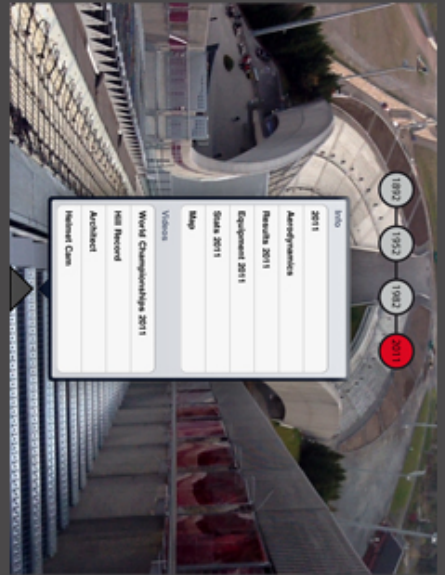 1892
1952
1982
2011
Info
2011
Aerodynamics
Results 2011
Equipment 2011
Stats 2011
Map
Videos
World Championships 2011
Hill Record
Architect
Helmet Cam